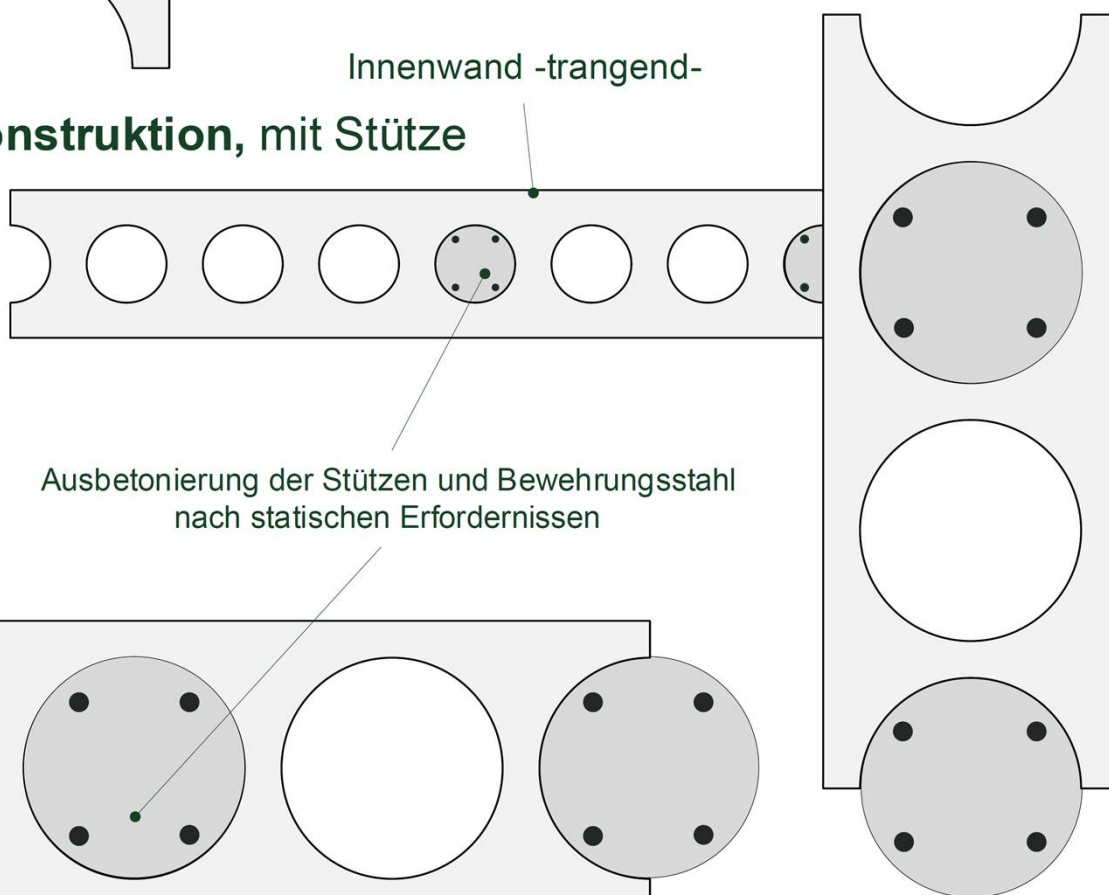 Innenwand -trangend-
onstruktion, mit Stütze
Ausbetonierung der Stützen und Bewehrungsstahl
nach statischen Erfordernissen